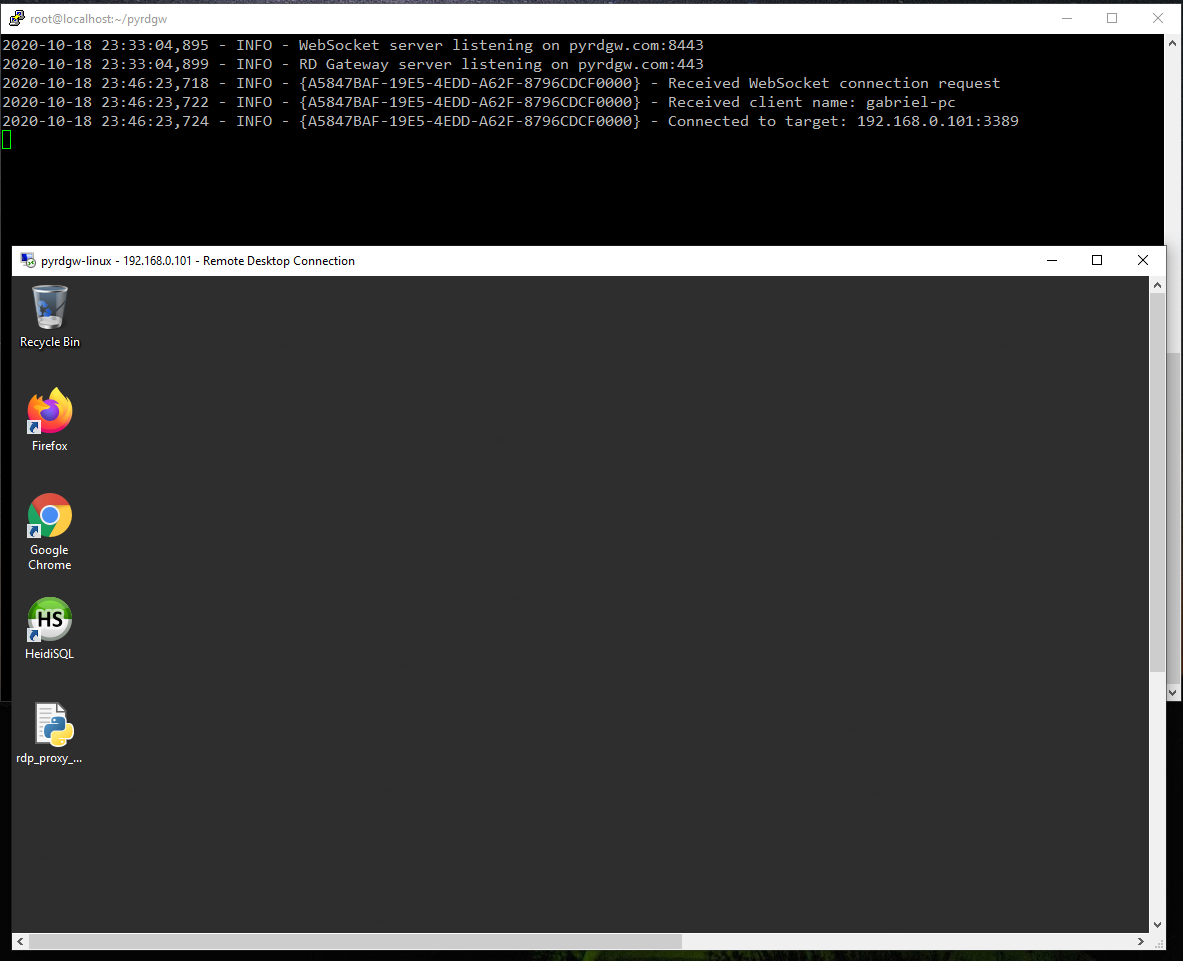 root@localhost:~/pyrdgw
2020-10-18 23:33:04,895 - INFO - WebSocket server listening on pyrdgw.com:8443
2020-10-18 23:33:04,899 - INFO - RD Gateway server listening on pyrdgw.com:443
2020-10-18 23:46:23,718 - INFO - {A5847BAF-19E5-4EDD-A62F-8796CDCF0000} - Received WebSocket connection request
2020-10-18 23:46:23,722 - INFO - {A5847BAF-19E5-4EDD-A62F-8796CDCF0000} - Received client name: gabriel-pc
2020-10-18 23:46:23,724 - INFO - {A5847BAF-19E5-4EDD-A62F-8796CDCF0000} - Connected to target: 192.168.0.101:3389
pyrdgw-linux - 192.168.0.101 - Remote Desktop Connection
Recycle Bin
Firefox
Google
Chrome
HS
HeidiSQL
rdp_proxy_...